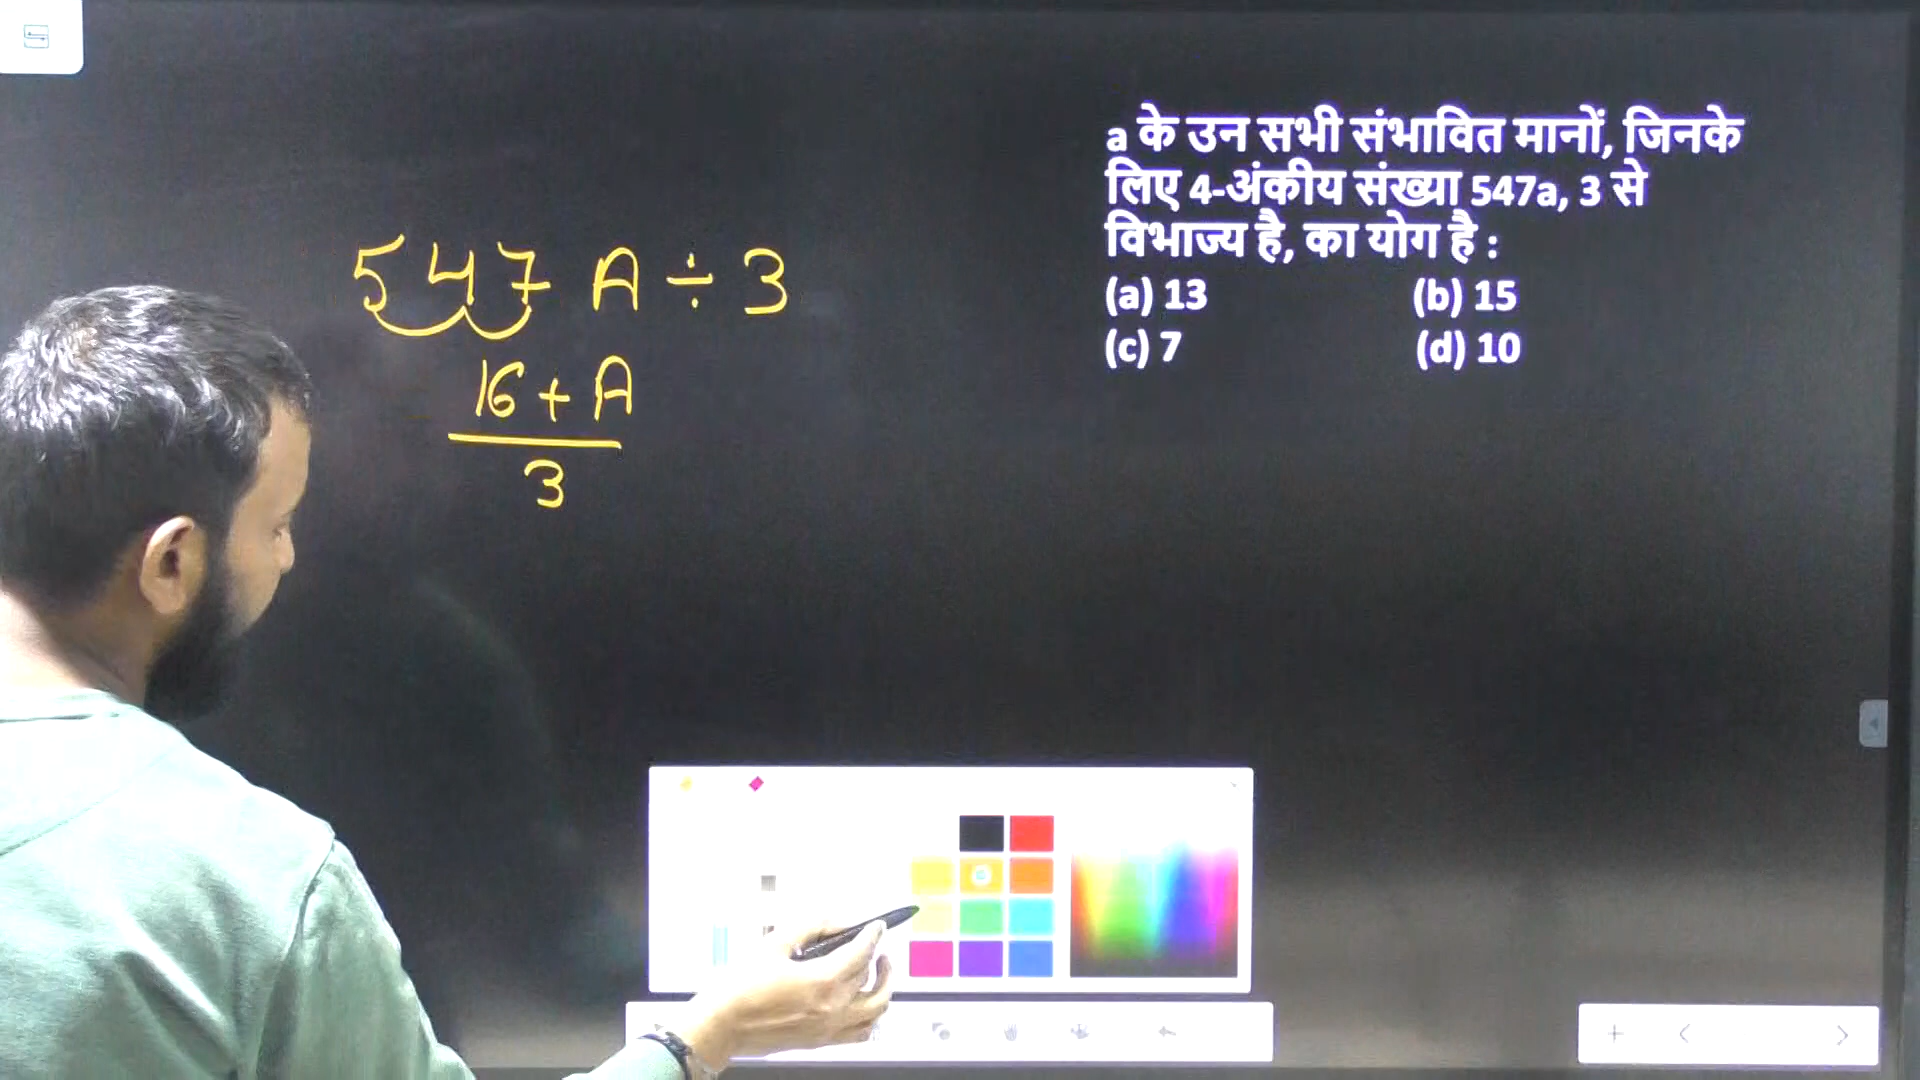 547 A ÷ 3
16 + A
3
a के उन सभी संभावित मानों, जिनके
लिए 4-अंकीय संख्या 547a, 3 से
विभाज्य है, का योग है :
(a) 13 (b) 15
(c) 7 (d) 10